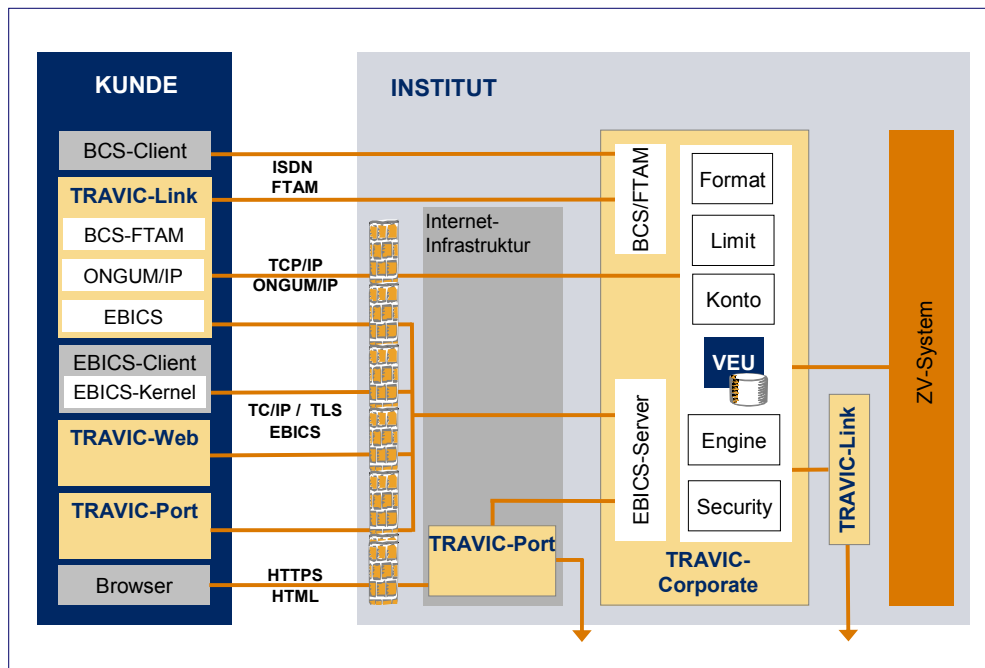 KUNDE
BCS-Client
TRAVIC-Link
BCS-FTAM
ONGUM/IP
EBICS
EBICS-Client
EBICS-Kernel
TRAVIC-Web
TRAVIC-Port
Browser
ISDN
FTAM
TCP/IP
ONGUM/IP
TC/IP / TLS
EBICS
HTTPS
HTML
INSTITUT
Internet-
Infrastruktur
TRAVIC-Port
BCS/FTAM
EBICS-Server
Format
Limit
Konto
VEU
Engine
Security
TRAVIC-
Corporate
TRAVIC-Link
ZV-System